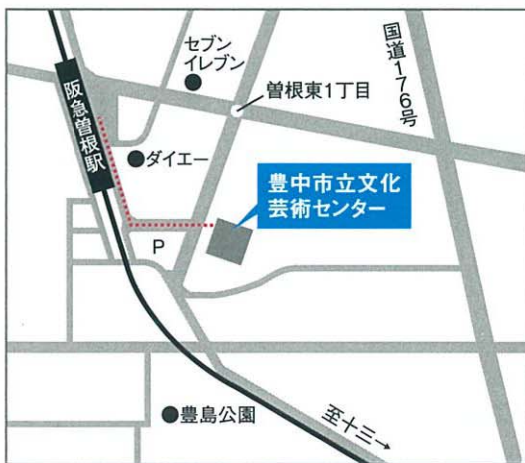 セブン
イレブン
国道176号
曽根東1丁目
阪急曽根駅
ダイエー
豊中市立文化
芸術センター
P
豊島公園
至十三→